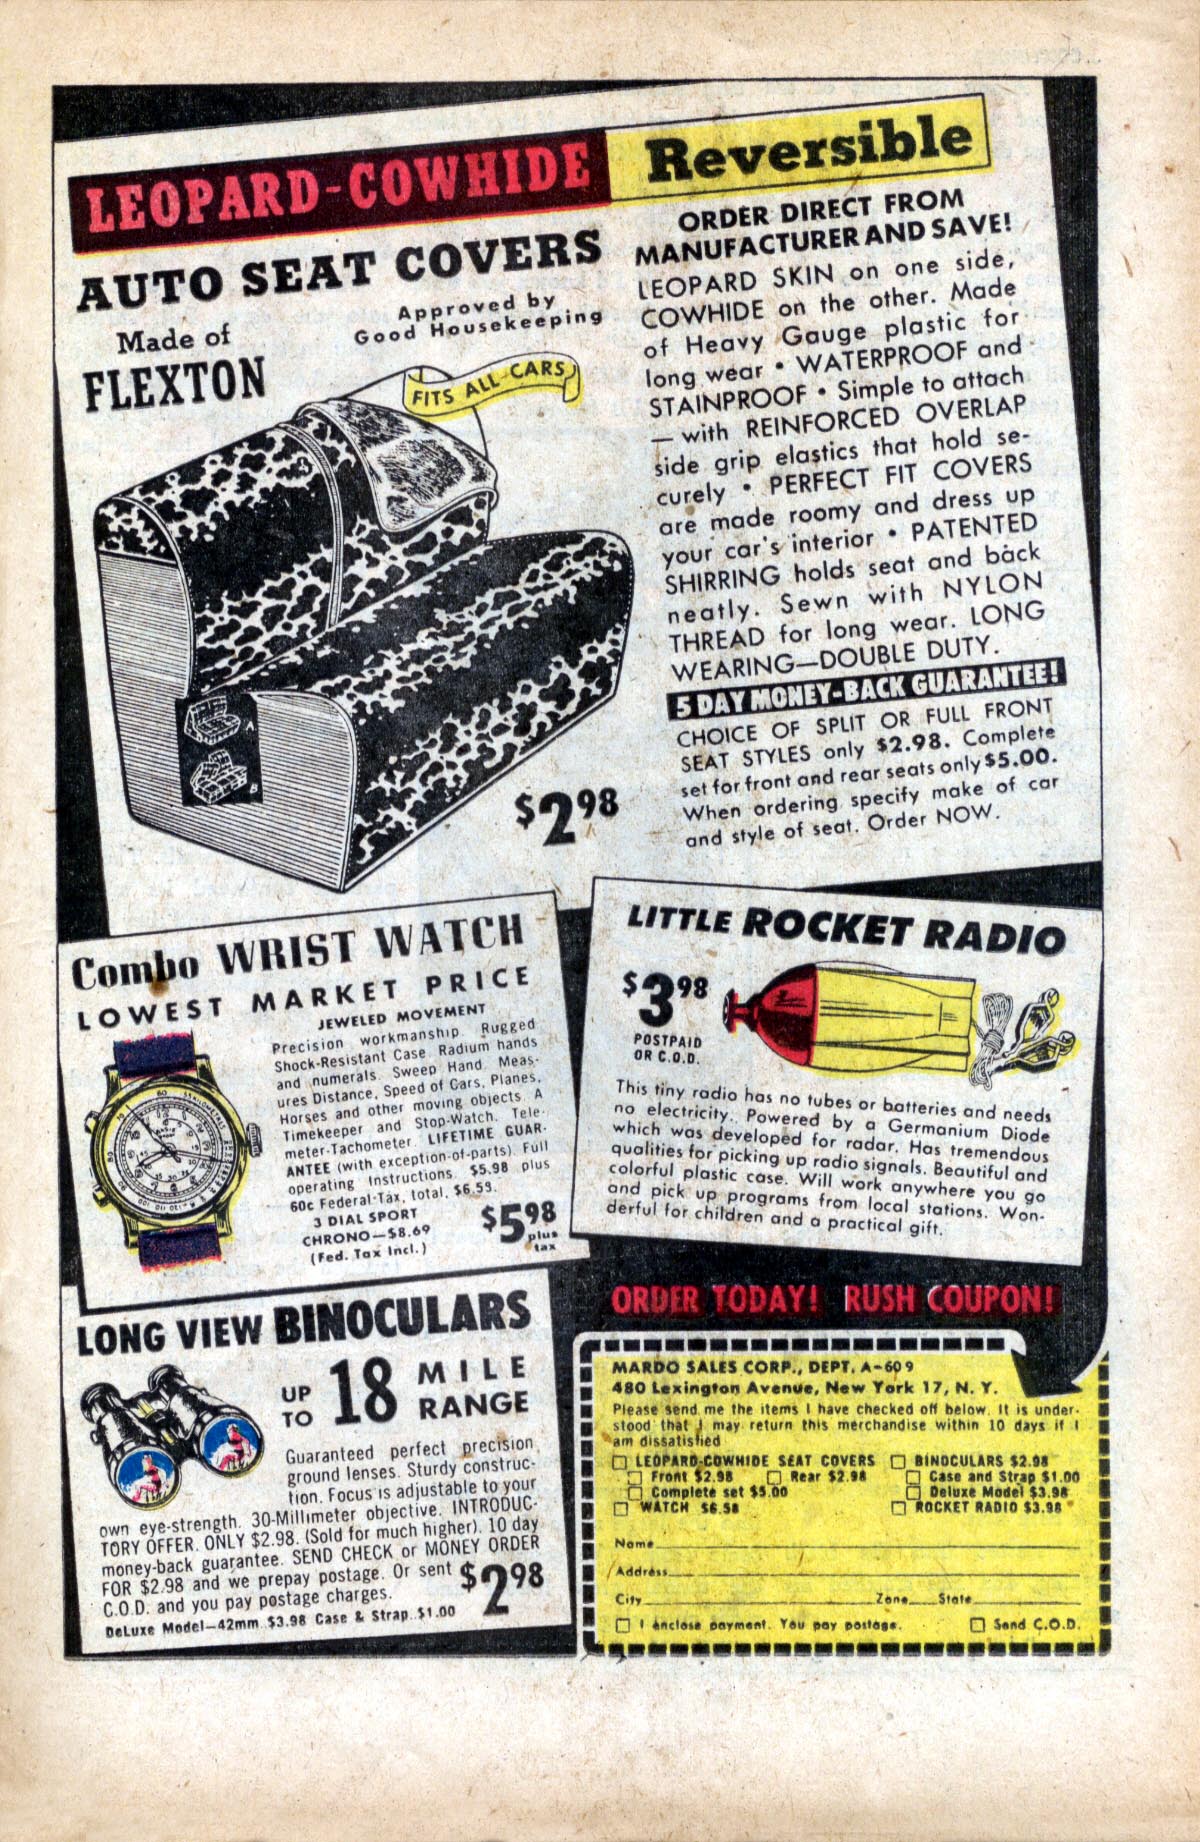 LEOPARD-COWHIDE Reversible
AUTO SEAT COVERS
Made of
FLEXTON
Approved by
Good Housekeeping
FITS ALL CARS
A
B
$2 98
ORDER DIRECT FROM
MANUFACTURER AND SAVE!
LEOPARD SKIN on one side,
COWHIDE on the other. Made
of Heavy Gauge plastic for
long wear • WATERPROOF and
STAINPROOF • Simple to attach
— with REINFORCED OVERLAP
side grip elastics that hold se-
curely • PERFECT FIT COVERS
are made roomy and dress up
your car's interior • PATENTED
SHIRRING holds seat and back
neatly. Sewn with NYLON
THREAD for long wear. LONG
WEARING—DOUBLE DUTY.
5 DAY MONEY-BACK GUARANTEE!
CHOICE OF SPLIT OR FULL FRONT
SEAT STYLES only $2.98. Complete
set for front and rear seats only $5.00.
When ordering specify make of car
and style of seat. Order NOW.
Combo WRIST WATCH
LOWEST MARKET PRICE
JEWELED MOVEMENT
Precision workmanship. Rugged
Shock-Resistant Case. Radium hands
and numerals. Sweep Hand. Meas-
ures Distance, Speed of Cars, Planes,
Horses and other moving objects. A
Timekeeper and Stop-Watch. Tele-
meter-Tachometer. LIFETIME GUAR-
ANTEE (with exception-of-parts). Full
operating Instructions. $5.98 plus
60c Federal-Tax, total, $6.59.
3 DIAL SPORT
CHRONO—$8.69
(Fed. Tax Incl.)
$5 98
plus
tax
LITTLE ROCKET RADIO
$3 98
POSTPAID
OR C.O.D.
This tiny radio has no tubes or batteries and needs
no electricity. Powered by a Germanium Diode
which was developed for radar. Has tremendous
qualities for picking up radio signals. Beautiful and
colorful plastic case. Will work anywhere you go
and pick up programs from local stations. Won-
derful for children and a practical gift.
LONG VIEW BINOCULARS
UP
TO 18 MILE
RANGE
Guaranteed perfect precision
ground lenses. Sturdy construc-
tion. Focus is adjustable to your
own eye-strength. 30-Millimeter objective. INTRODUC-
TORY OFFER. ONLY $2.98. (Sold for much higher). 10 day
money-back guarantee. SEND CHECK or MONEY ORDER
FOR $2.98 and we prepay postage. Or sent
C.O.D. and you pay postage charges.
$2 98
DeLuxe Model—42mm. $3.98 Case & Strap $1.00
ORDER TODAY! RUSH COUPON!
MARDO SALES CORP., DEPT. A-609
480 Lexington Avenue, New York 17, N. Y.
Please send me the items I have checked off below. It is under-
stood that I may return this merchandise within 10 days if I
am dissatisfied
LEOPARD-COWHIDE SEAT COVERS
Front $2.98 Rear $2.98
Complete set $5.00
WATCH $6.58
BINOCULARS $2.98
Case and Strap $1.00
Deluxe Model $3.98
ROCKET RADIO $3.98
Name
Address
City Zone State
I enclose payment. You pay postage. Send C.O.D.